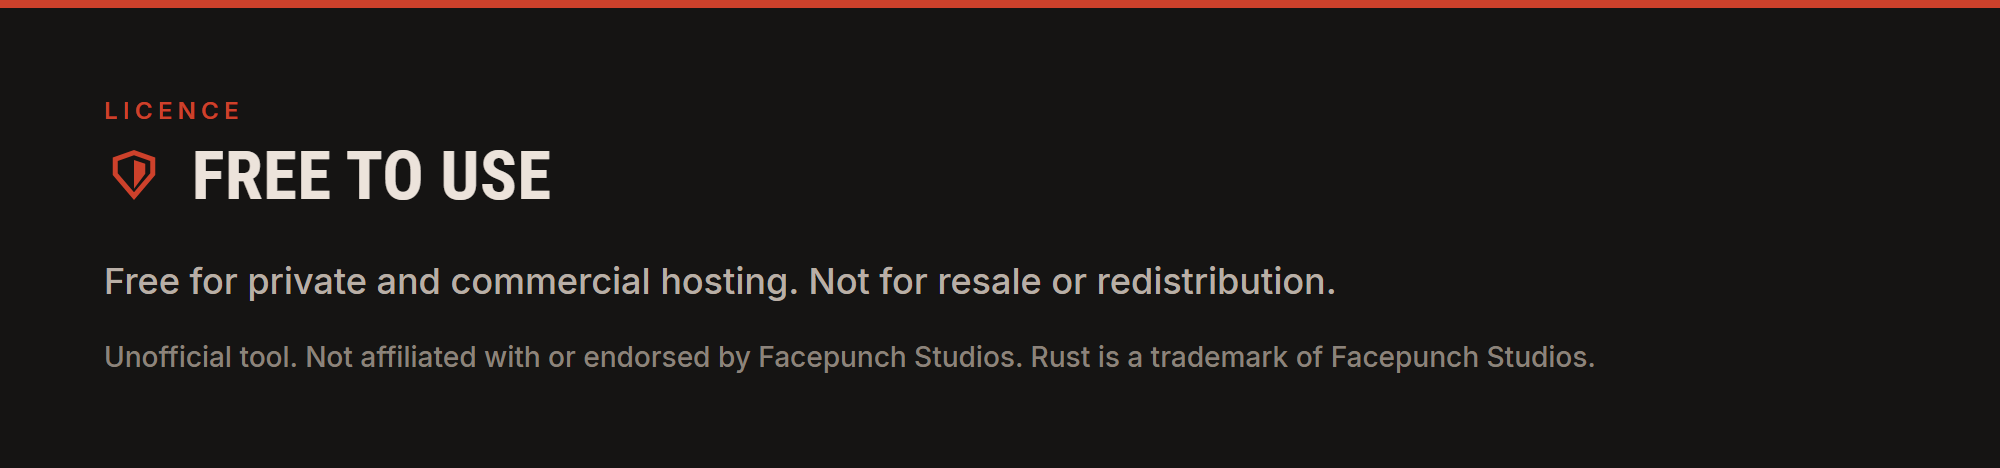 LICENCE
FREE TO USE
Free for private and commercial hosting. Not for resale or redistribution.
Unofficial tool. Not affiliated with or endorsed by Facepunch Studios. Rust is a trademark of Facepunch Studios.